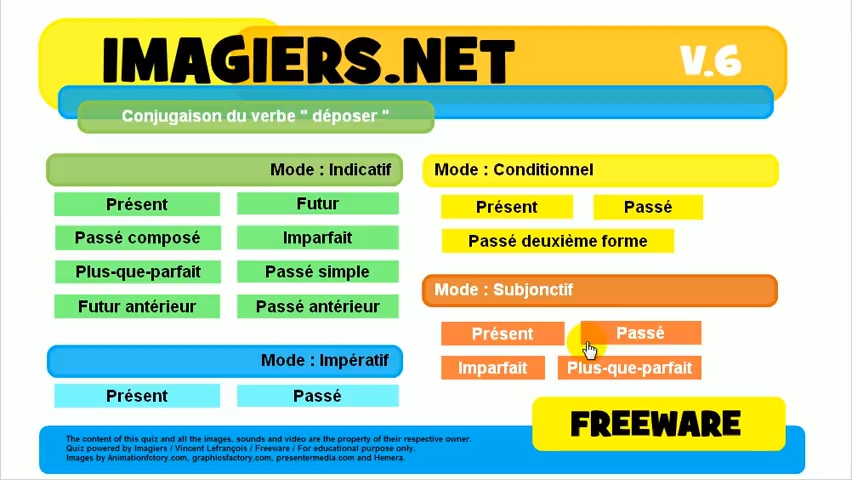 IMAGIERS.NET
V.6
Conjugaison du verbe " déposer "
Mode : Indicatif
Présent
Futur
Passé composé
Imparfait
Plus-que-parfait
Passé simple
Futur antérieur
Passé antérieur
Mode : Impératif
Présent
Passé
Mode : Conditionnel
Présent
Passé
Passé deuxième forme
Mode : Subjonctif
Présent
Passé
Imparfait
Plus-que-parfait
FREEWARE
The content of this quiz and all the images, sounds and video are the property of their respective owner.
Quiz powered by Imagiers / Vincent Lefrançois / Freeware / For educational purpose only.
Images by Animationfctory.com, graphicsfactory.com, presentermedia.com and Hemera.